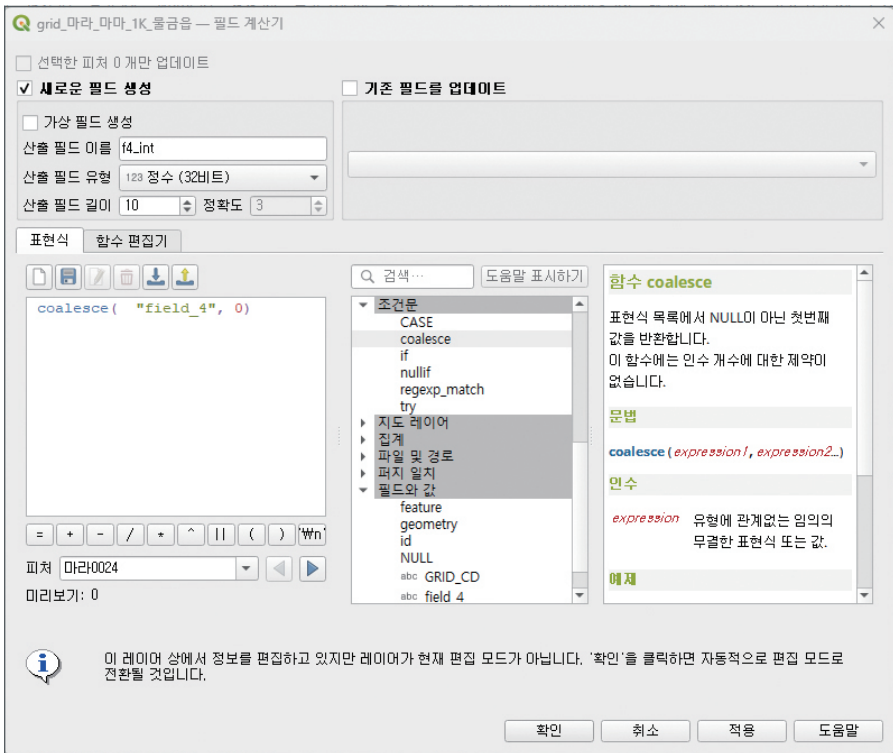 grid_마라_마마_1K_물금읍 — 필드 계산기
선택한 피처 0 개만 업데이트
새로운 필드 생성
기존 필드를 업데이트
가상 필드 생성
산출 필드 이름 f4_int
산출 필드 유형 123 정수 (32비트)
산출 필드 길이 10 정확도 3
표현식 함수 편집기
coalesce( "field_4", 0)
= + - / * ^ || ( ) '₩n'
피처 마라0024
미리보기: 0
검색… 도움말 표시하기
조건문
CASE
coalesce
if
nullif
regexp_match
try
지도 레이어
집계
파일 및 경로
퍼지 일치
필드와 값
feature
geometry
id
NULL
abc GRID_CD
abc field_4
함수 coalesce
표현식 목록에서 NULL이 아닌 첫번째
값을 반환합니다.
이 함수에는 인수 개수에 대한 제약이
없습니다.
문법
coalesce(expression1, expression2…)
인수
expression 유형에 관계없는 임의의
무결한 표현식 또는 값.
예제
이 레이어 상에서 정보를 편집하고 있지만 레이어가 현재 편집 모드가 아닙니다. '확인'을 클릭하면 자동적으로 편집 모드로
전환될 것입니다.
확인 취소 적용 도움말